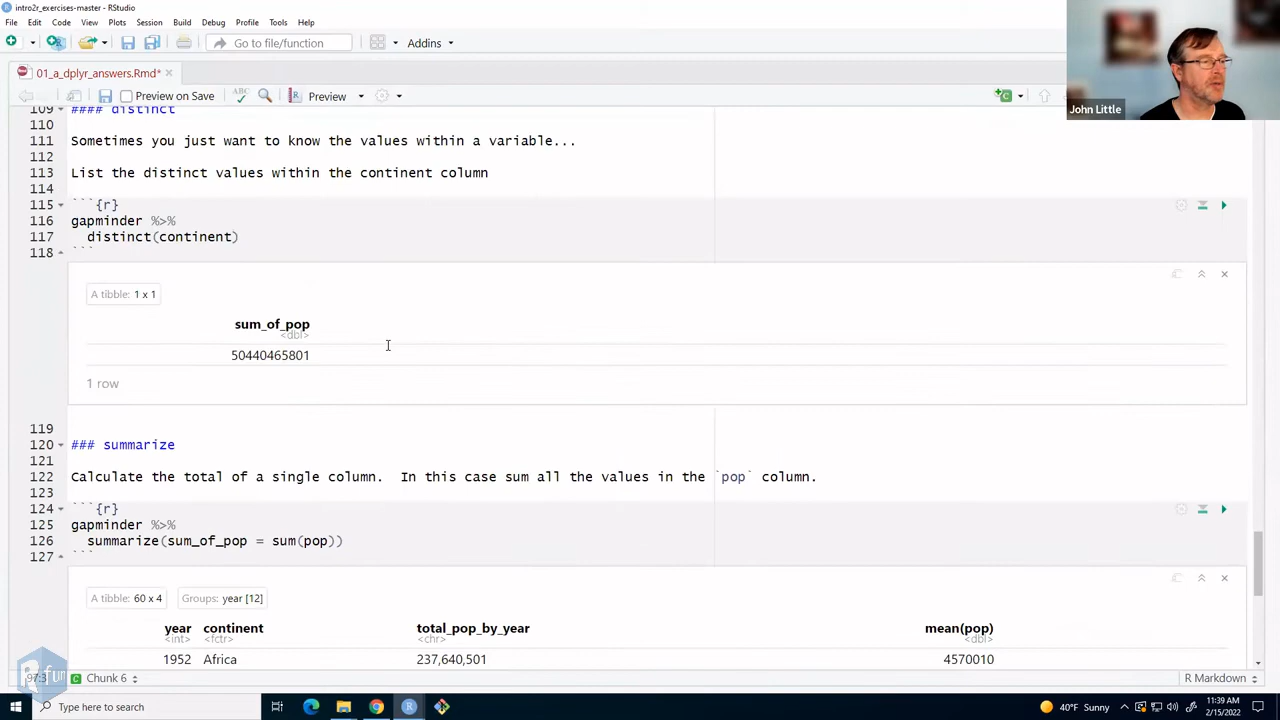 intro2r_exercises-master - RStudio
File Edit Code View Plots Session Build Debug Profile Tools Help
Go to file/function Addins
01_a_dplyr_answers.Rmd*
Preview on Save ABC Preview
John Little
109 #### distinct
110
111 Sometimes you just want to know the values within a variable...
112
113 List the distinct values within the continent column
114
115 ```{r}
116 gapminder %>%
117 distinct(continent)
118 ```
A tibble: 1 x 1
sum_of_pop
<dbl>
50440465801
1 row
119
120 ### summarize
121
122 Calculate the total of a single column.  In this case sum all the values in the `pop` column.
123
124 ```{r}
125 gapminder %>%
126 summarize(sum_of_pop = sum(pop))
127 ```
A tibble: 60 x 4 Groups: year [12]
year continent total_pop_by_year mean(pop)
<int> <fctr> <chr> <dbl>
1952 Africa 237,640,501 4570010
Chunk 6 R Markdown
Type here to search
40°F Sunny
11:39 AM
2/15/2022